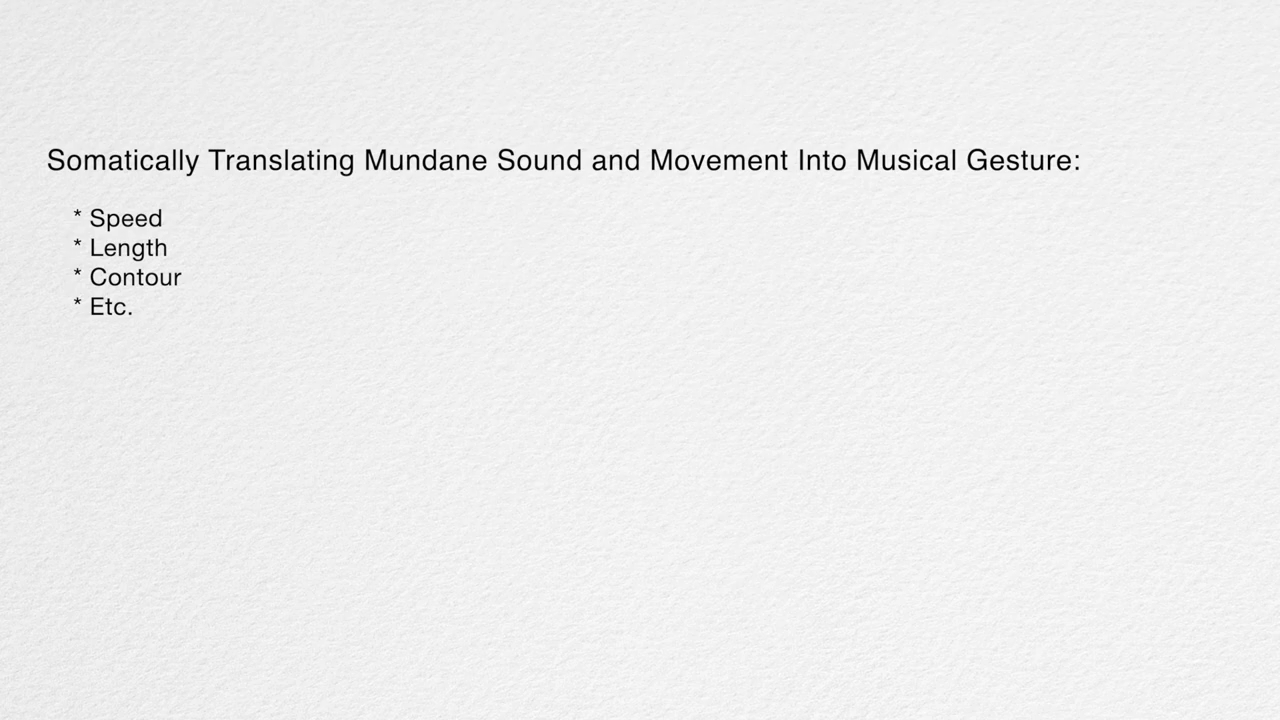 Somatically Translating Mundane Sound and Movement Into Musical Gesture:
* Speed
* Length
* Contour
* Etc.